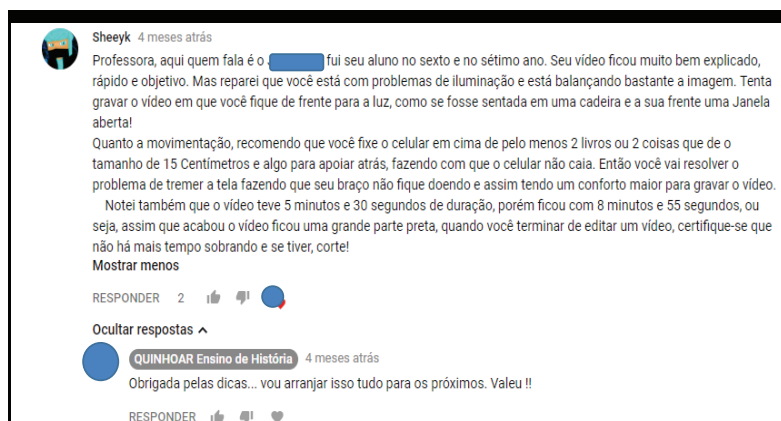 Sheeyk 4 meses atrás
Professora, aqui quem fala é o fui seu aluno no sexto e no sétimo ano. Seu vídeo ficou muito bem explicado,
rápido e objetivo. Mas reparei que você está com problemas de iluminação e está balançando bastante a imagem. Tenta
gravar o vídeo em que você fique de frente para a luz, como se fosse sentada em uma cadeira e a sua frente uma Janela
aberta!
Quanto a movimentação, recomendo que você fixe o celular em cima de pelo menos 2 livros ou 2 coisas que de o
tamanho de 15 Centímetros e algo para apoiar atrás, fazendo com que o celular não caia. Então você vai resolver o
problema de tremer a tela fazendo que seu braço não fique doendo e assim tendo um conforto maior para gravar o vídeo.
Notei também que o vídeo teve 5 minutos e 30 segundos de duração, porém ficou com 8 minutos e 55 segundos, ou
seja, assim que acabou o vídeo ficou uma grande parte preta, quando você terminar de editar um vídeo, certifique-se que
não há mais tempo sobrando e se tiver, corte!
Mostrar menos
RESPONDER 2
Ocultar respostas
QUINHOAR Ensino de História 4 meses atrás
Obrigada pelas dicas... vou arranjar isso tudo para os próximos. Valeu !!
RESPONDER